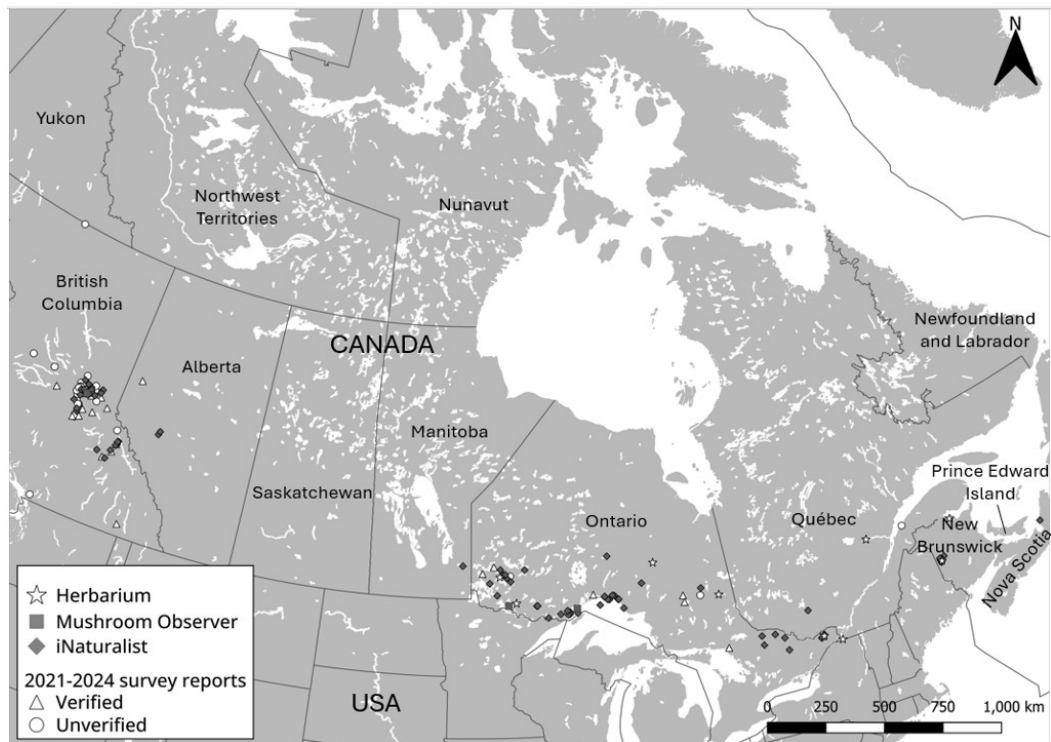 N
Yukon
Northwest
Territories
Nunavut
British
Columbia
Newfoundland
and Labrador
CANADA
Alberta
Manitoba
Prince Edward
Island
Saskatchewan
Ontario
Québec
New
Brunswick
Nova Scotia
Herbarium
Mushroom Observer
iNaturalist
2021-2024 survey reports
Verified
Unverified
USA
0 250 500 750 1,000 km